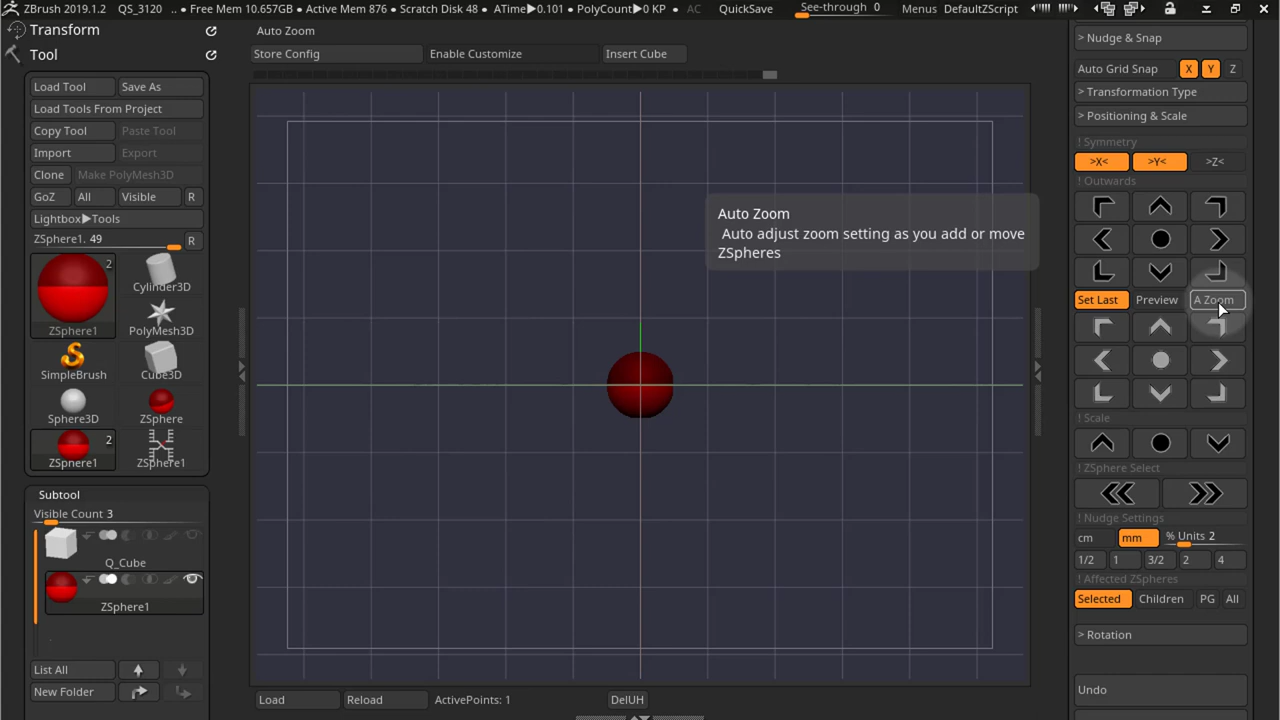 ZBrush 2019.1.2 QS_3120 .. • Free Mem 10.657GB • Active Mem 876 • Scratch Disk 48 • ATime▶0.101 • PolyCount▶0 KP • AC QuickSave See-through 0 Menus DefaultZScript
Transform
Tool
Load Tool Save As
Load Tools From Project
Copy Tool Paste Tool
Import Export
Clone Make PolyMesh3D
GoZ All Visible R
Lightbox▶Tools
ZSphere1. 49 R
2
ZSphere1
Cylinder3D
PolyMesh3D
SimpleBrush Cube3D
Sphere3D ZSphere
2
ZSphere1 ZSphere1
Subtool
Visible Count 3
Q_Cube
ZSphere1
List All
New Folder
Auto Zoom
Store Config Enable Customize Insert Cube
Auto Zoom
Auto adjust zoom setting as you add or move
ZSpheres
Load Reload ActivePoints: 1 DelUH
> Nudge & Snap
Auto Grid Snap X Y Z
> Transformation Type
> Positioning & Scale
! Symmetry
>X< >Y< >Z<
! Outwards
Set Last Preview A Zoom
! Scale
! ZSphere Select
! Nudge Settings
cm mm % Units 2
1/2 1 3/2 2 4
! Affected ZSpheres
Selected Children PG All
> Rotation
Undo